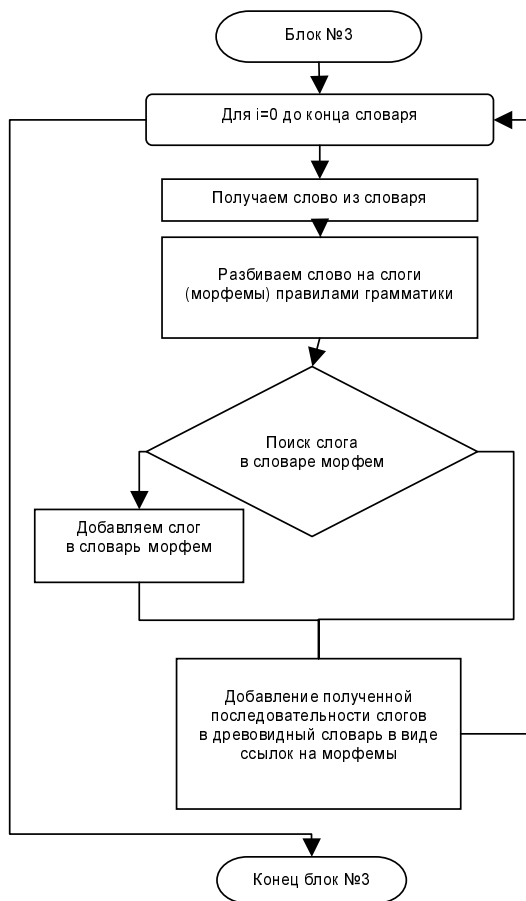 Блок №3
Для i=0 до конца словаря
Получаем слово из словаря
Разбиваем слово на слоги
(морфемы) правилами грамматики
Поиск слога
в словаре морфем
Добавляем слог
в словарь морфем
Добавление полученной
последовательности слогов
в древовидный словарь в виде
ссылок на морфемы
Конец блок №3